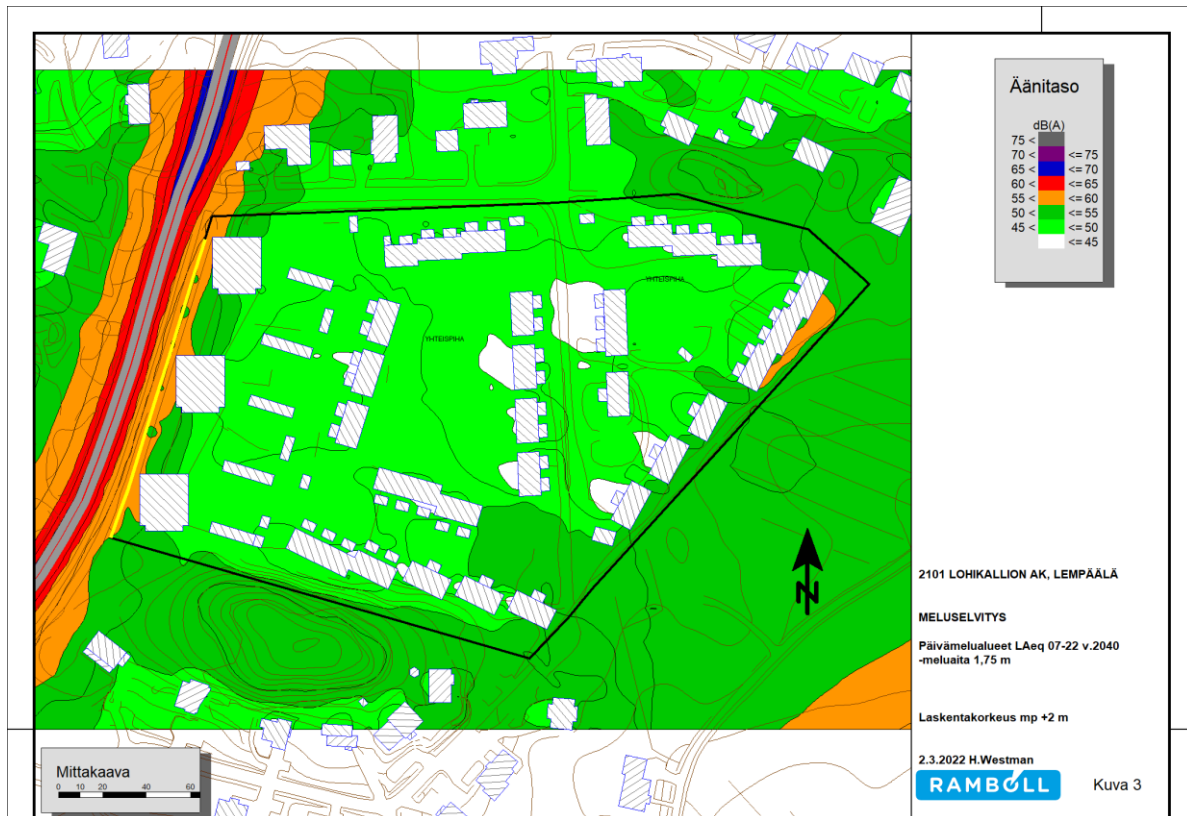 Äänitaso
dB(A)
75 <
70 < <= 75
65 < <= 70
60 < <= 65
55 < <= 60
50 < <= 55
45 < <= 50
<= 45
YHTEISPIHA
YHTEISPIHA
N
2101 LOHIKALLION AK, LEMPÄÄLÄ
MELUSELVITYS
Päivämelualueet LAeq 07-22 v.2040
-meluaita 1,75 m
Laskentakorkeus mp +2 m
2.3.2022 H.Westman
RAMBOLL
Kuva 3
Mittakaava
0 10 20 40 60